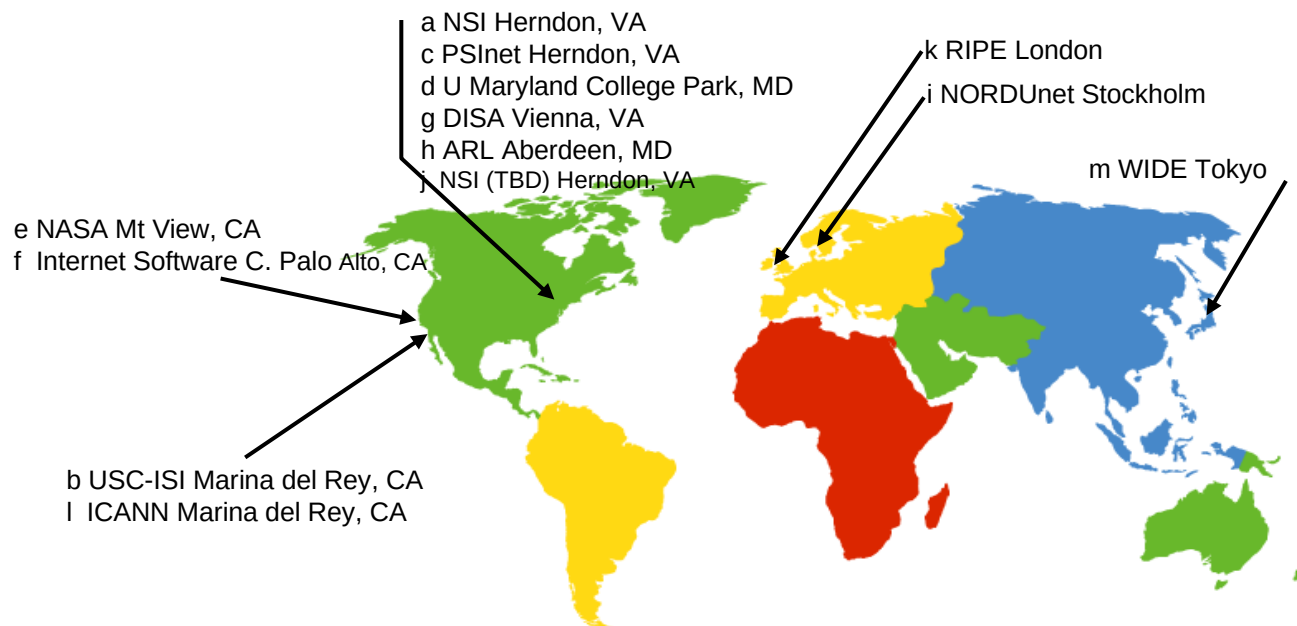 a NSI Herndon, VA
c PSInet Herndon, VA
d U Maryland College Park, MD
g DISA Vienna, VA
h ARL Aberdeen, MD
j NSI (TBD) Herndon, VA
k RIPE London
i NORDUnet Stockholm
m WIDE Tokyo
e NASA Mt View, CA
f Internet Software C. Palo Alto, CA
b USC-ISI Marina del Rey, CA
l ICANN Marina del Rey, CA